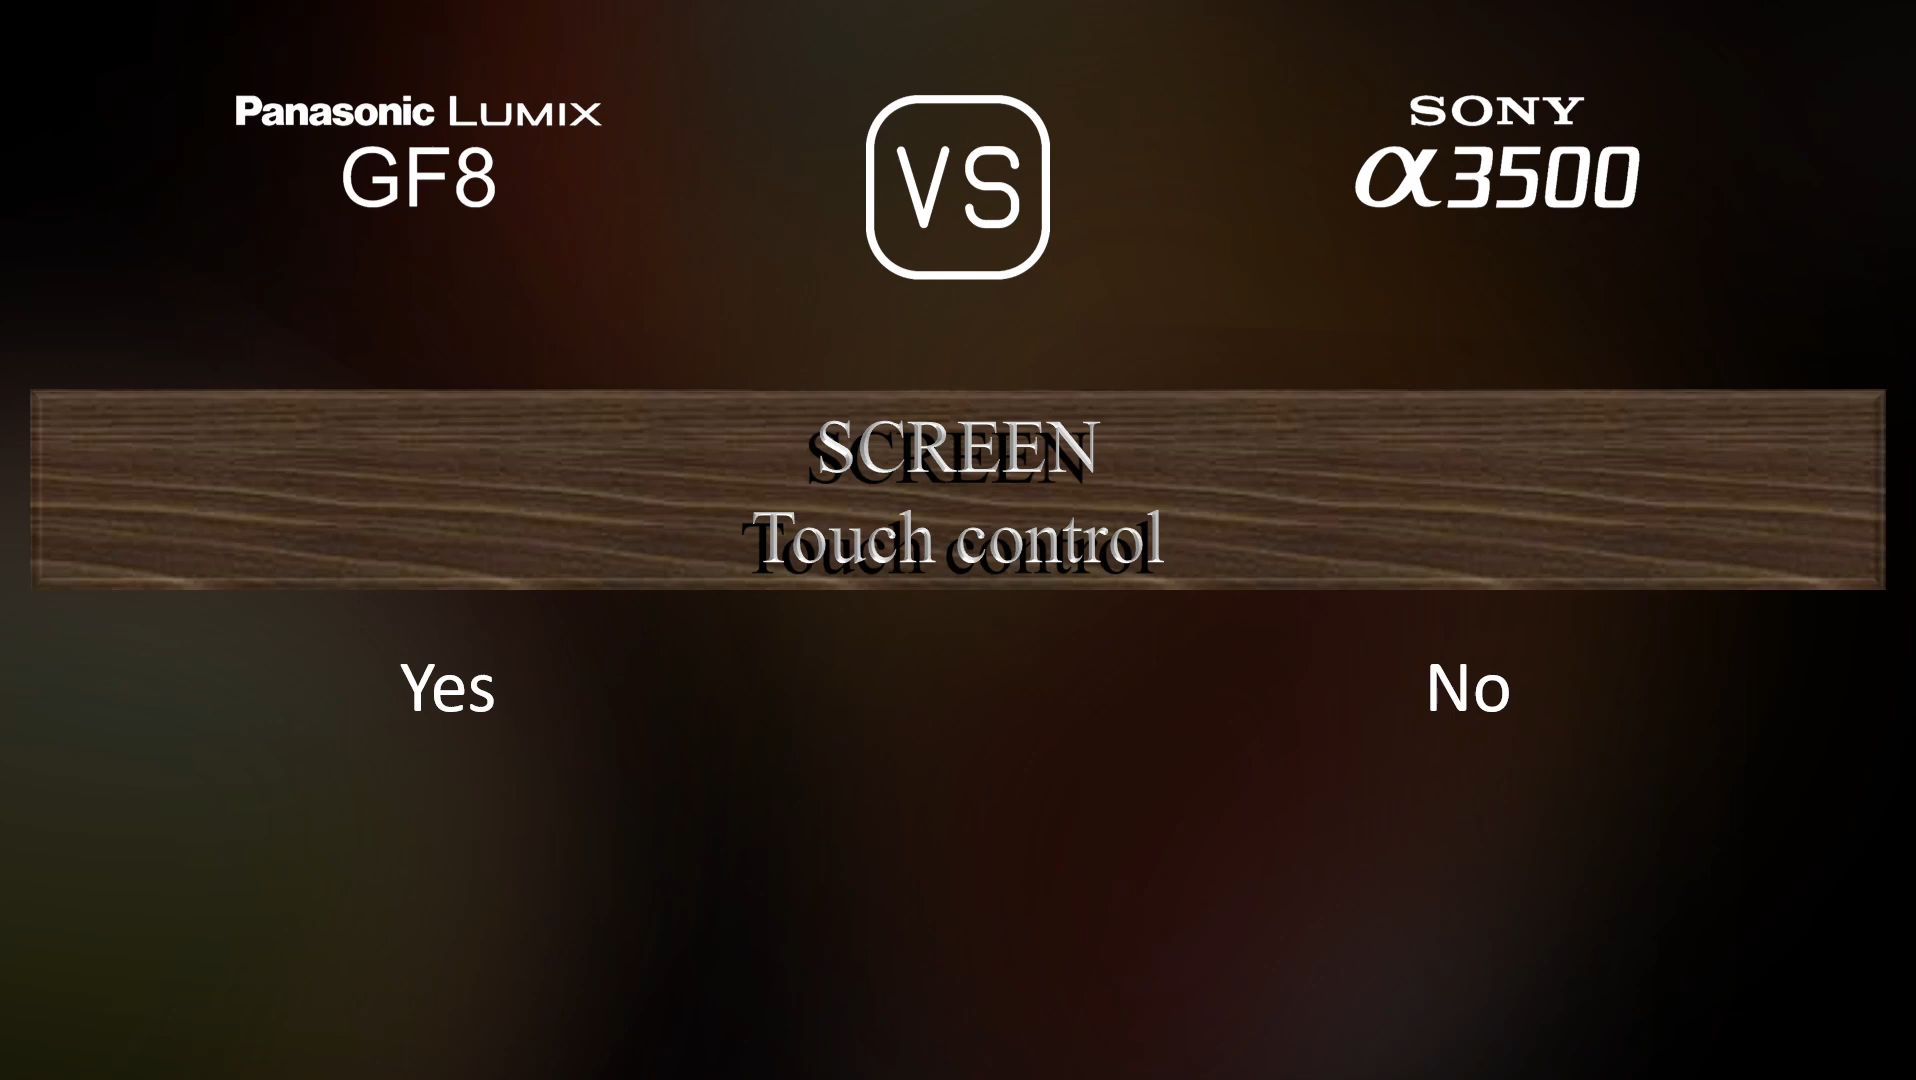 Panasonic LUMIX
GF8
VS
SONY
α3500
SCREEN
Touch control
Yes
No